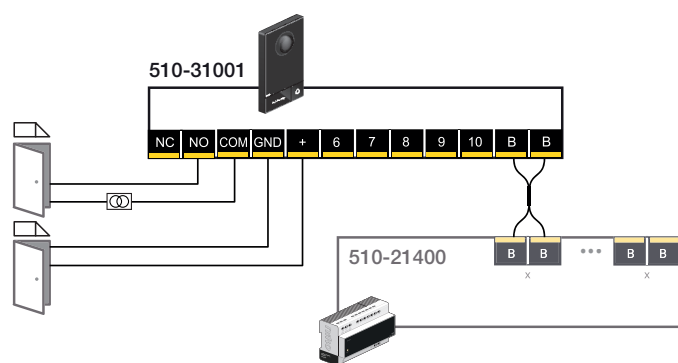 510-31001
NC NO COM GND + 6 7 8 9 10 B B
510-21400
B B ••• B B
x x